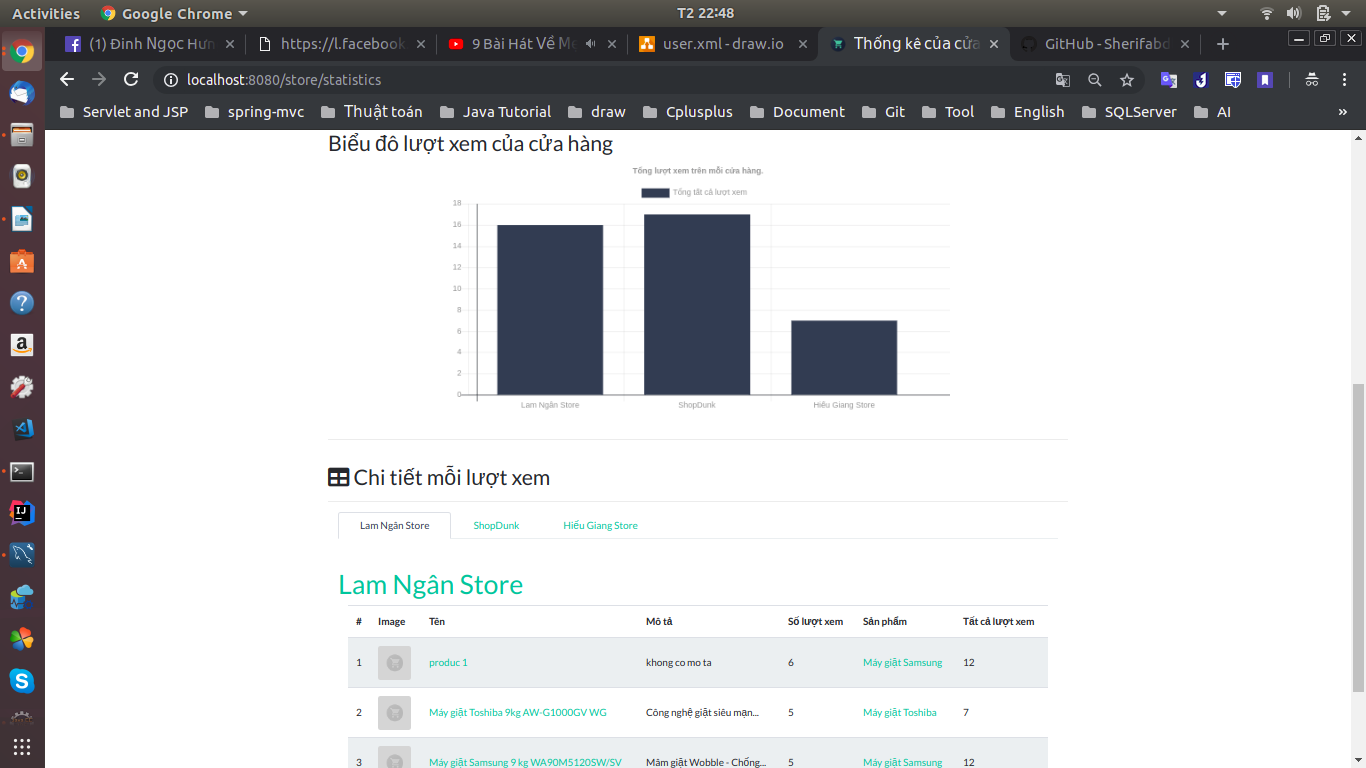 Activities Google Chrome T2 22:48
(1) Đinh Ngọc Hưn https://l.facebook 9 Bài Hát Về Mẹ user.xml - draw.io Thống kê của cửa GitHub - Sherifabd
localhost:8080/store/statistics
Servlet and JSP spring-mvc Thuật toán Java Tutorial draw Cplusplus Document Git Tool English SQLServer AI »
Biểu đồ lượt xem của cửa hàng
Tổng lượt xem trên mỗi cửa hàng.
Tổng tất cả lượt xem
18
16
14
12
10
8
6
4
2
0
Lam Ngân Store ShopDunk Hiếu Giang Store
Chi tiết mỗi lượt xem
Lam Ngân Store ShopDunk Hiếu Giang Store
Lam Ngân Store
# Image Tên Mô tả Số lượt xem Sản phẩm Tất cả lượt xem
1 produc 1 khong co mo ta 6 Máy giặt Samsung 12
2 Máy giặt Toshiba 9kg AW-G1000GV WG Công nghệ giặt siêu mạn... 5 Máy giặt Toshiba 7
3 Máy giặt Samsung 9 kg WA90M5120SW/SV Mâm giặt Wobble - Chống... 5 Máy giặt Samsung 12